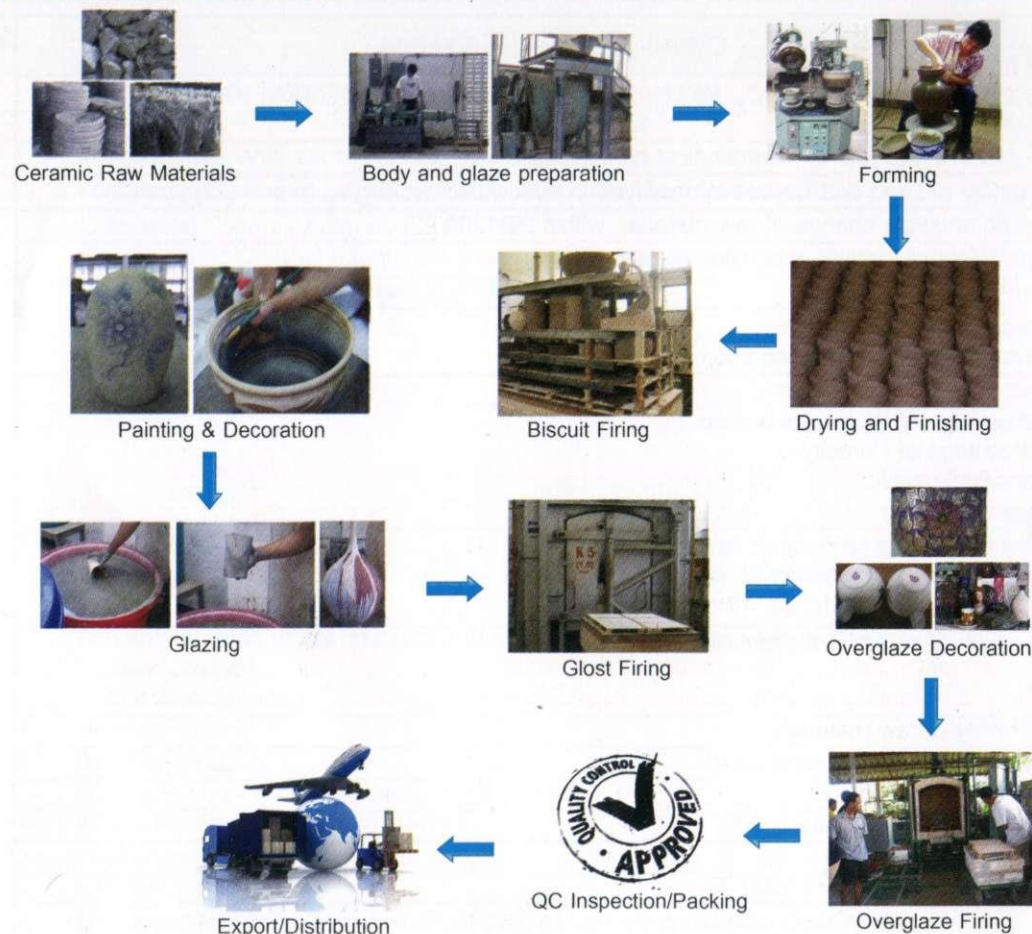 Ceramic Raw Materials
Body and glaze preparation
Forming
Drying and Finishing
Biscuit Firing
Painting & Decoration
Glazing
K 5
Glost Firing
Overglaze Decoration
Overglaze Firing
QUALITY CONTROL
APPROVED
QC Inspection/Packing
Export/Distribution